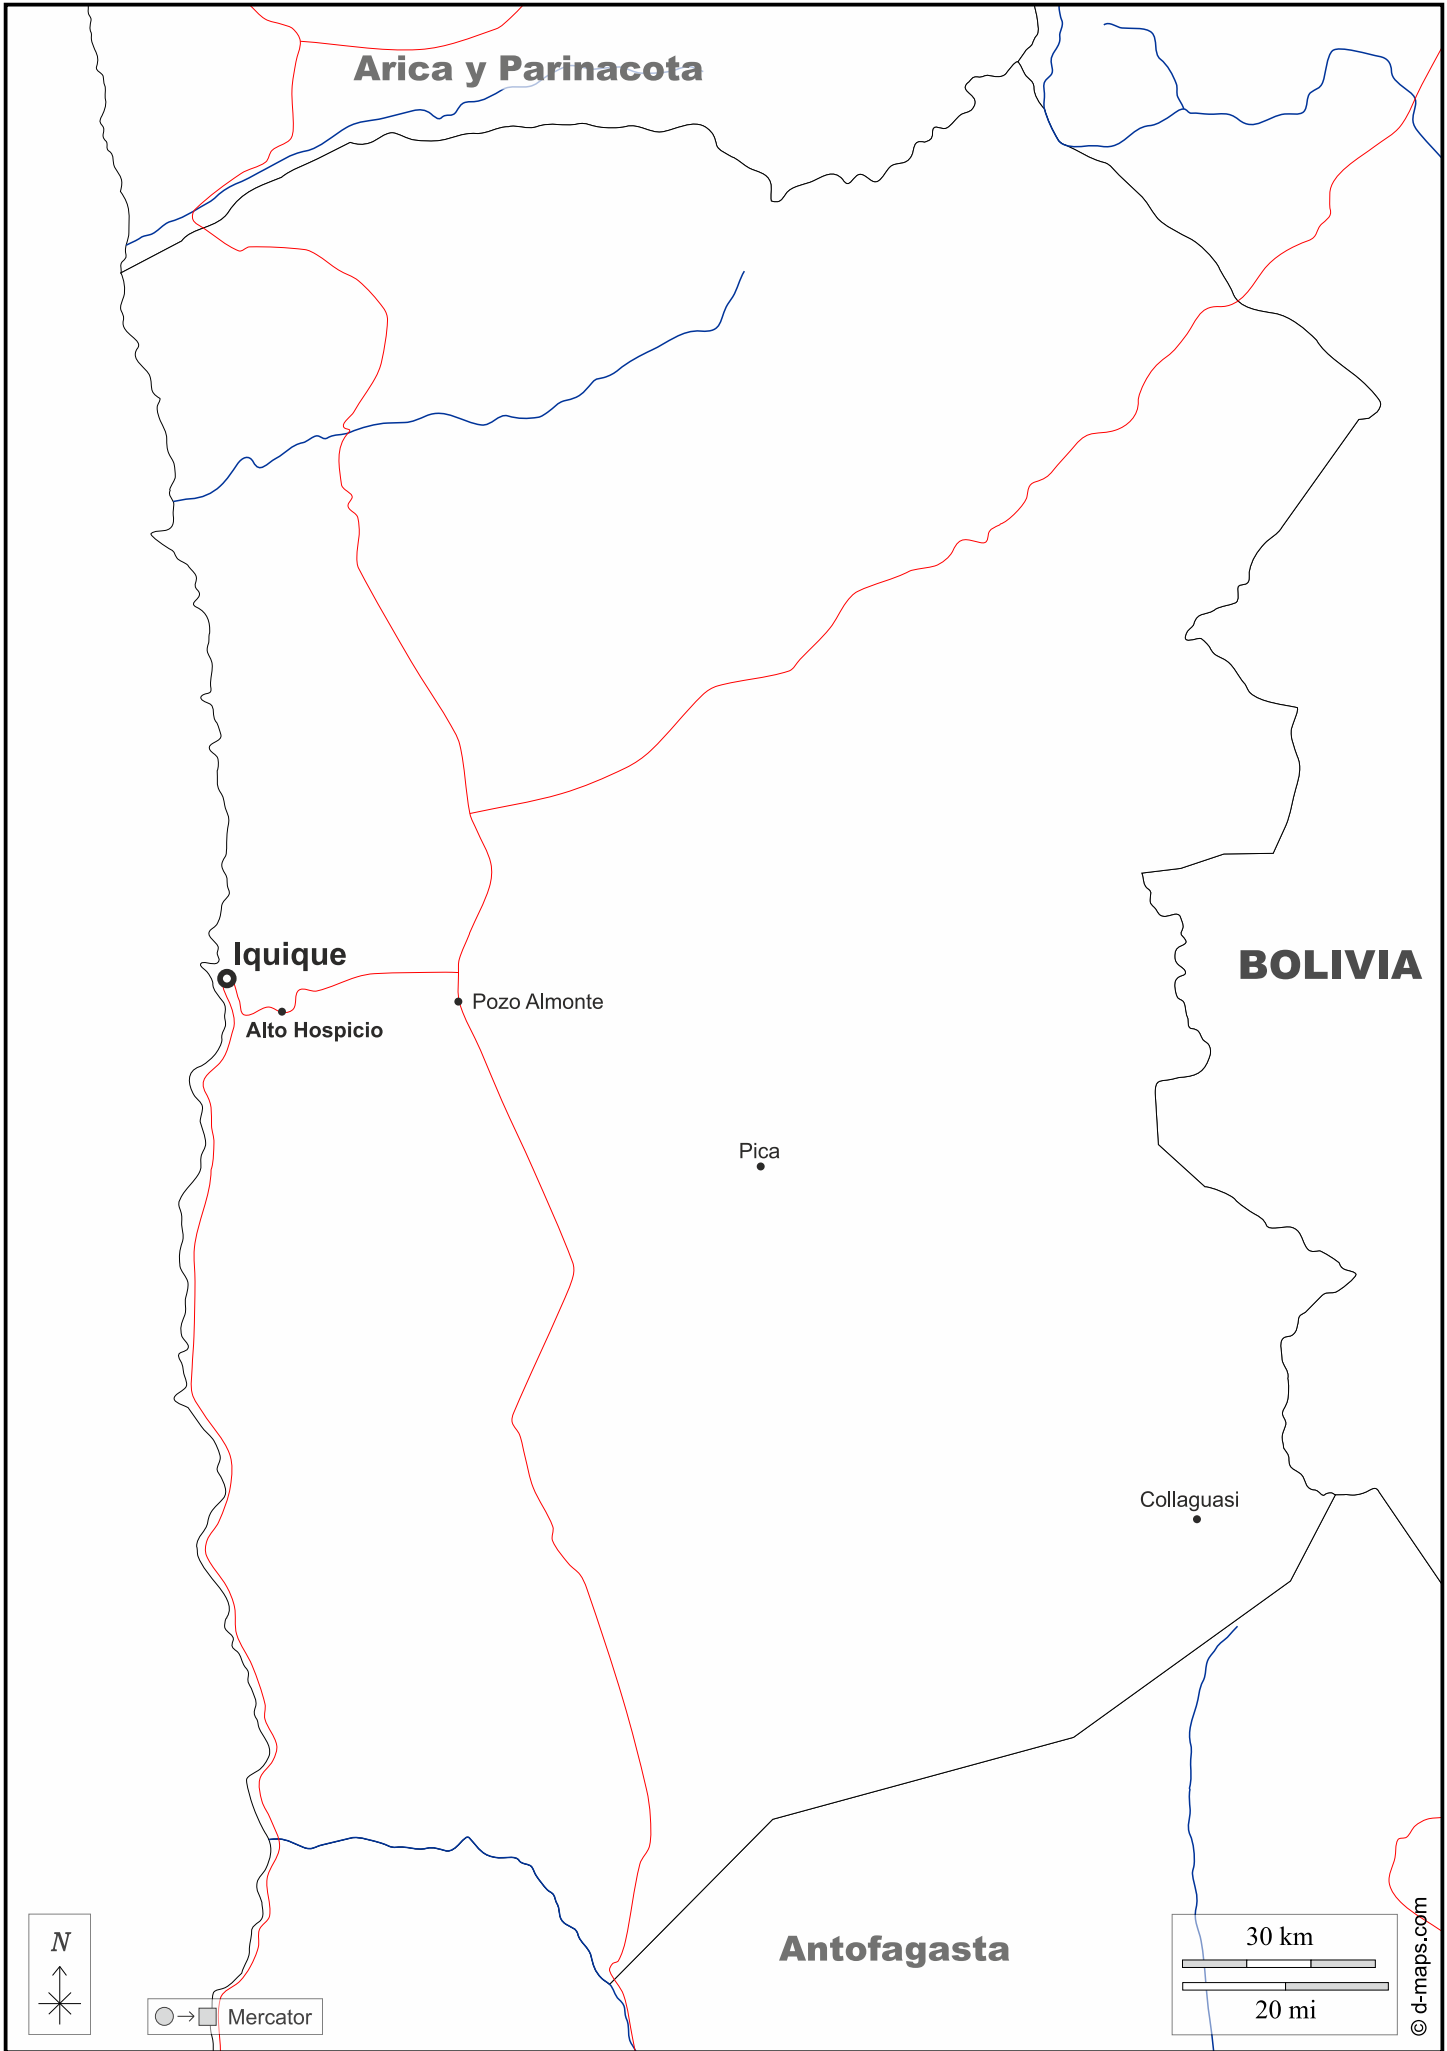 Arica y Parinacota
Iquique
BOLIVIA
Pozo Almonte
Alto Hospicio
Pica
Collaguasi
Antofagasta
N
Mercator
30 km
20 mi
© d-maps.com